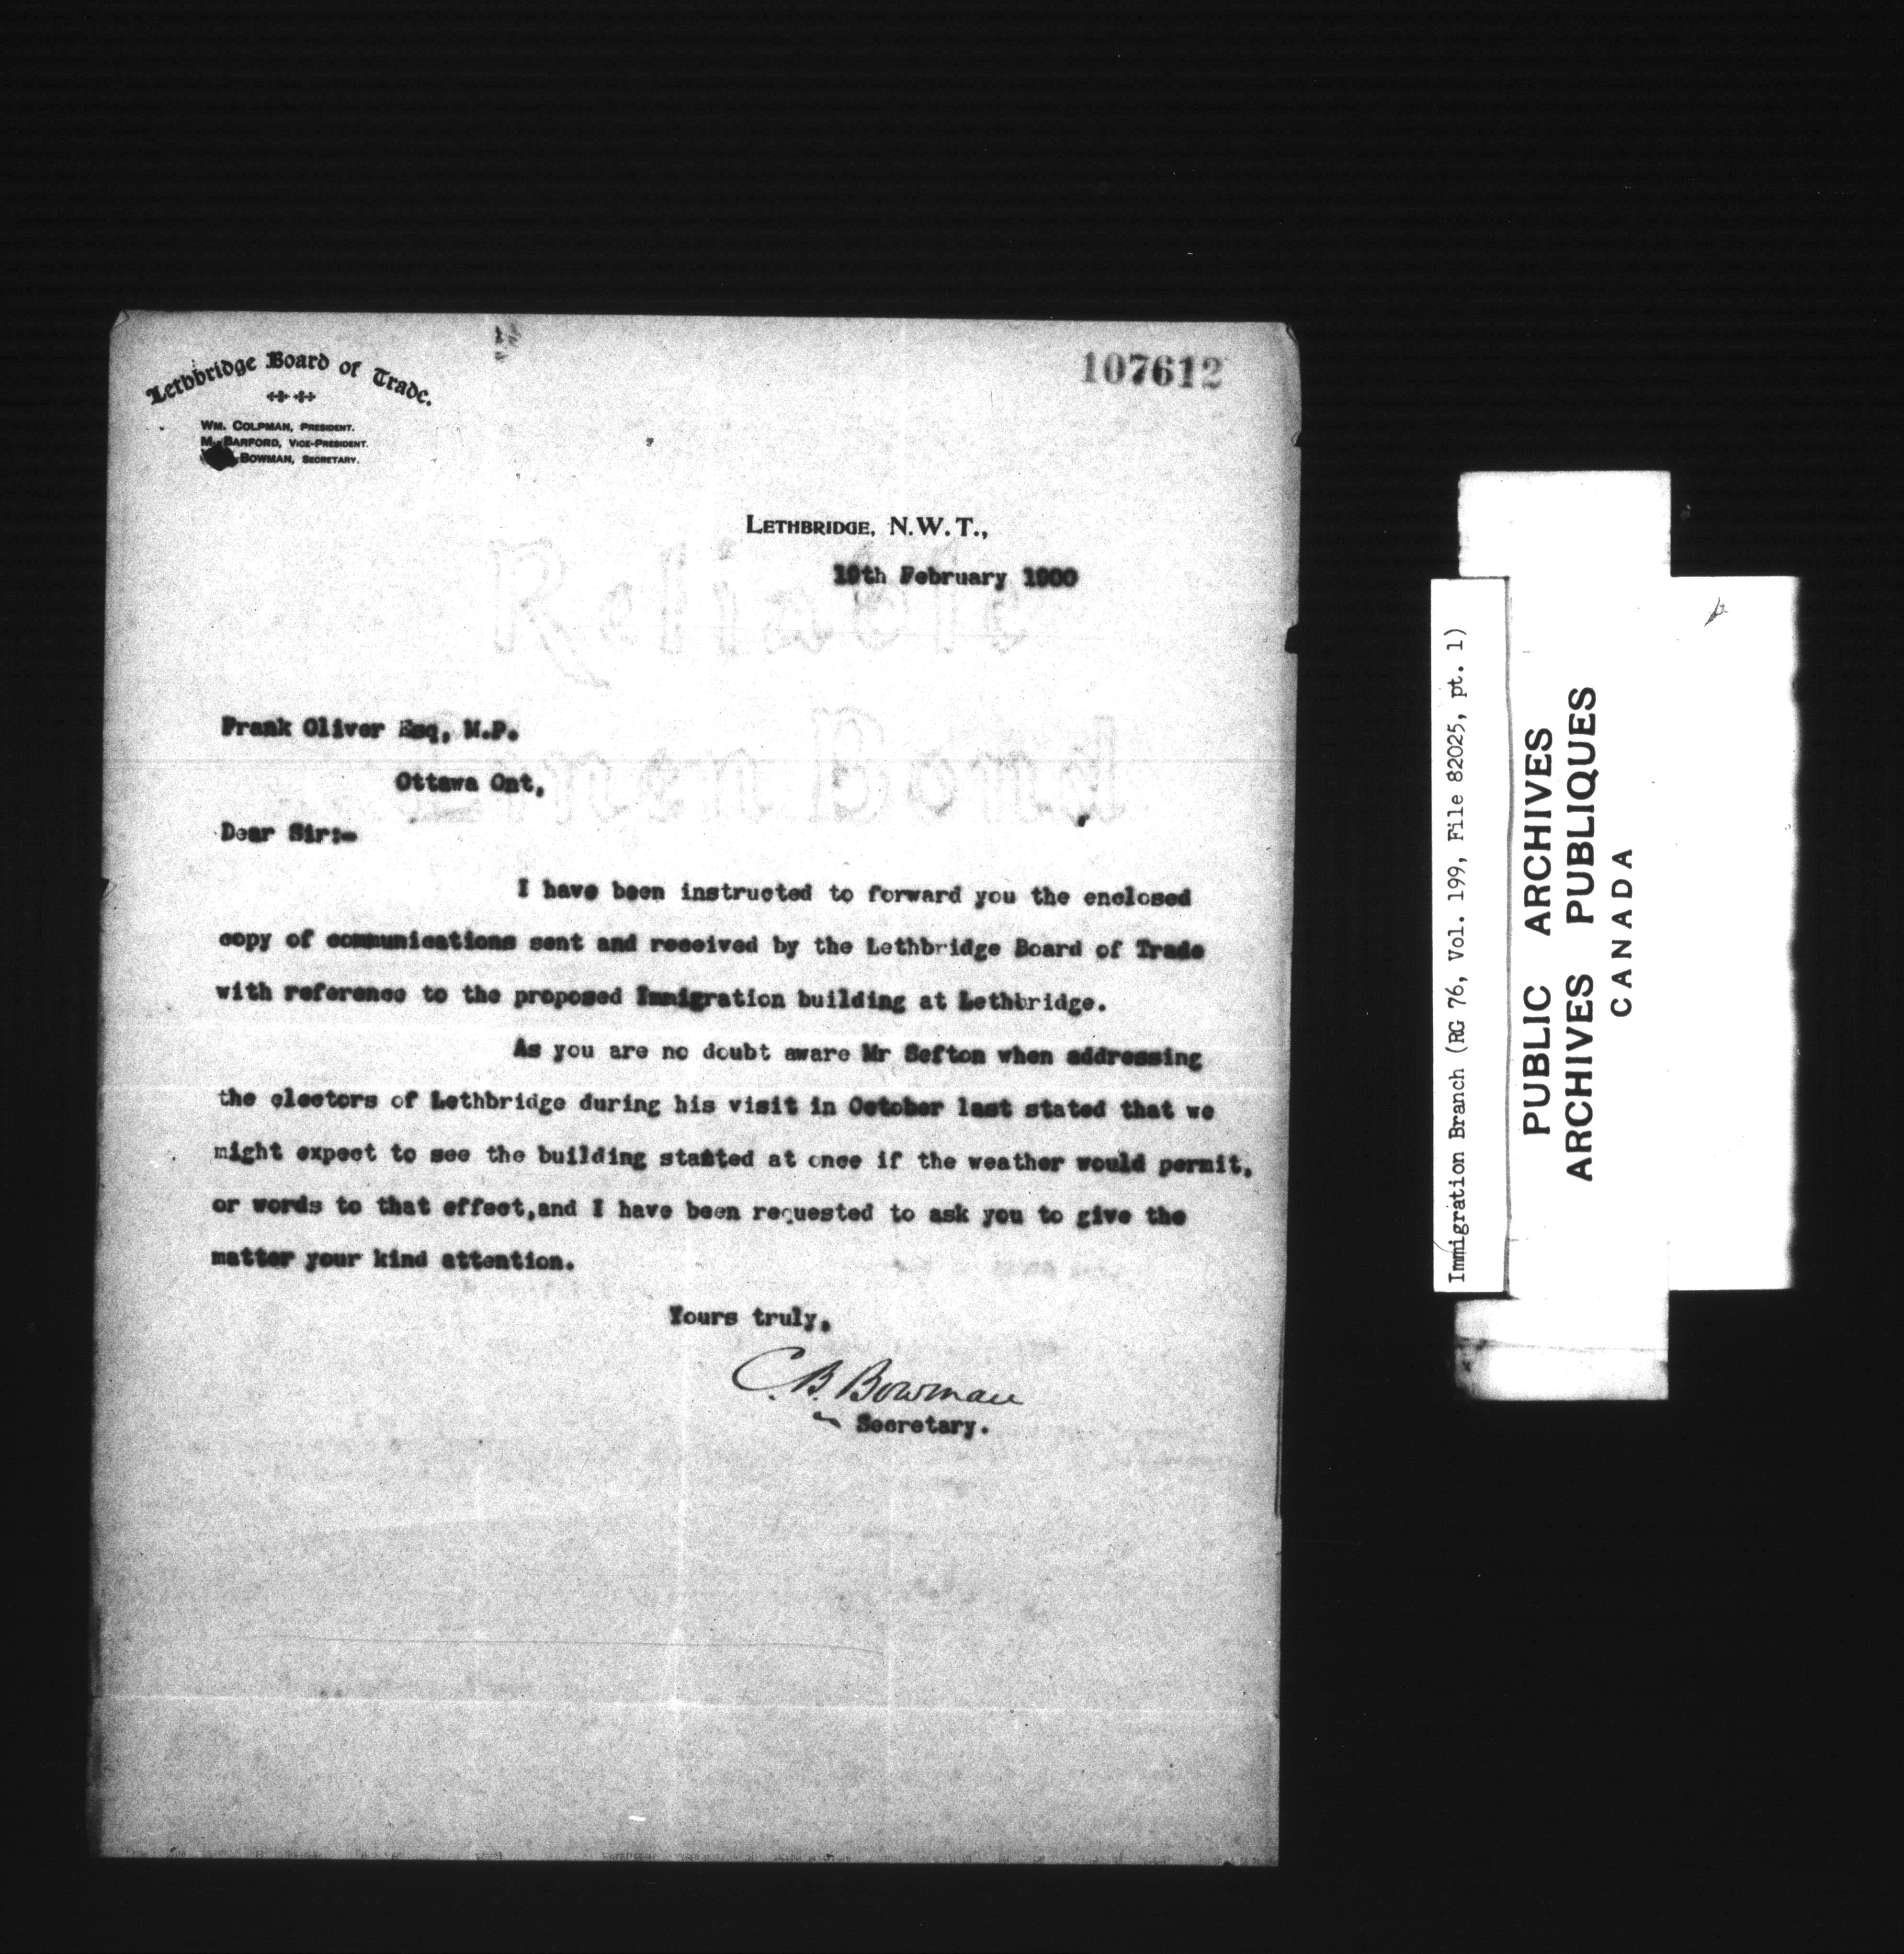 Lethbridge Board of Trade.
107612
WM. COLPMAN, PRESIDENT.
M. BARFORD, VICE-PRESIDENT.
BOWMAN, SECRETARY.
LETHBRIDGE, N.W.T.,
19th February 1900
Reliable
Linen Bond
Frank Oliver Esq, M.P.
Ottawa Ont,
Dear Sir:-
I have been instructed to forward you the enclosed
copy of communications sent and received by the Lethbridge Board of Trade
with reference to the proposed Immigration building at Lethbridge.
As you are no doubt aware Mr Sefton when addressing
the electors of Lethbridge during his visit in October last stated that we
might expect to see the building started at once if the weather would permit,
or words to that effect,and I have been requested to ask you to give the
matter your kind attention.
Yours truly,
C.B. Bowman
Secretary.
Immigration Branch (RG 76, Vol. 199, File 82025, pt. 1)
PUBLIC ARCHIVES
ARCHIVES PUBLIQUES
CANADA